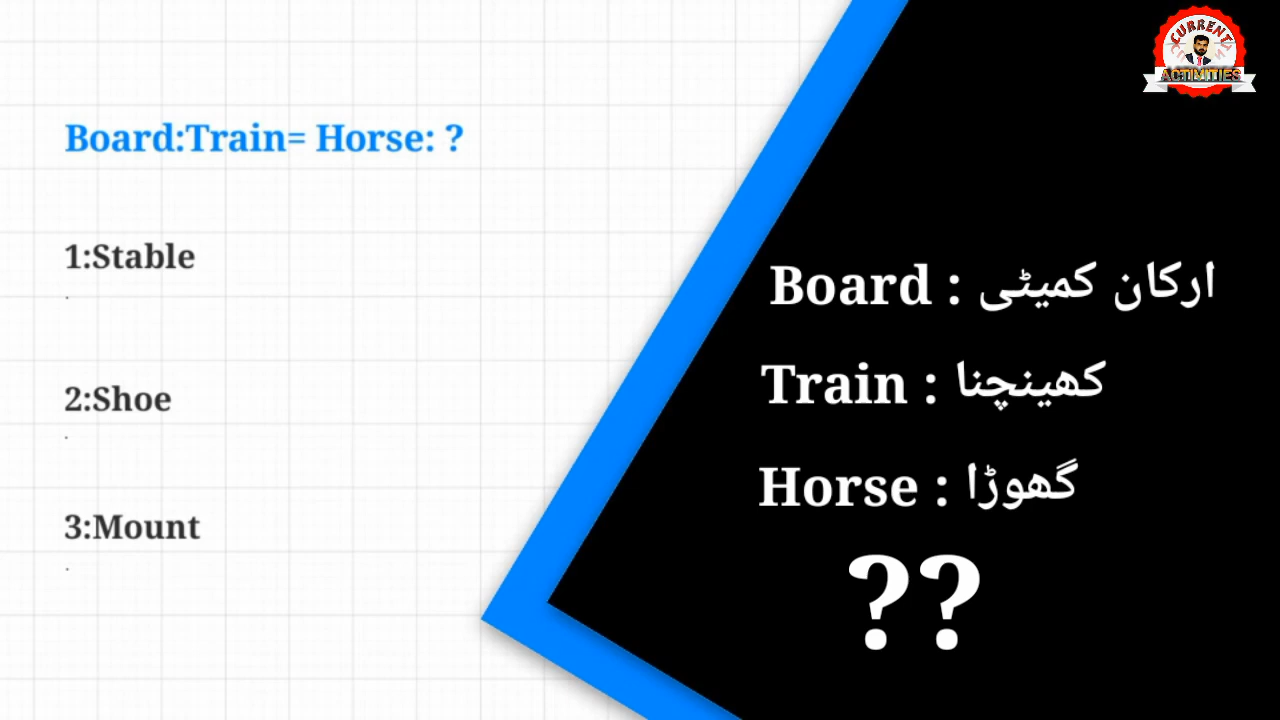 CURRENT
ACTIVITIES
Board:Train= Horse: ?
1:Stable
.
2:Shoe
.
3:Mount
.
Board : ارکان کمیٹی
Train : کھینچنا
Horse : گھوڑا
??